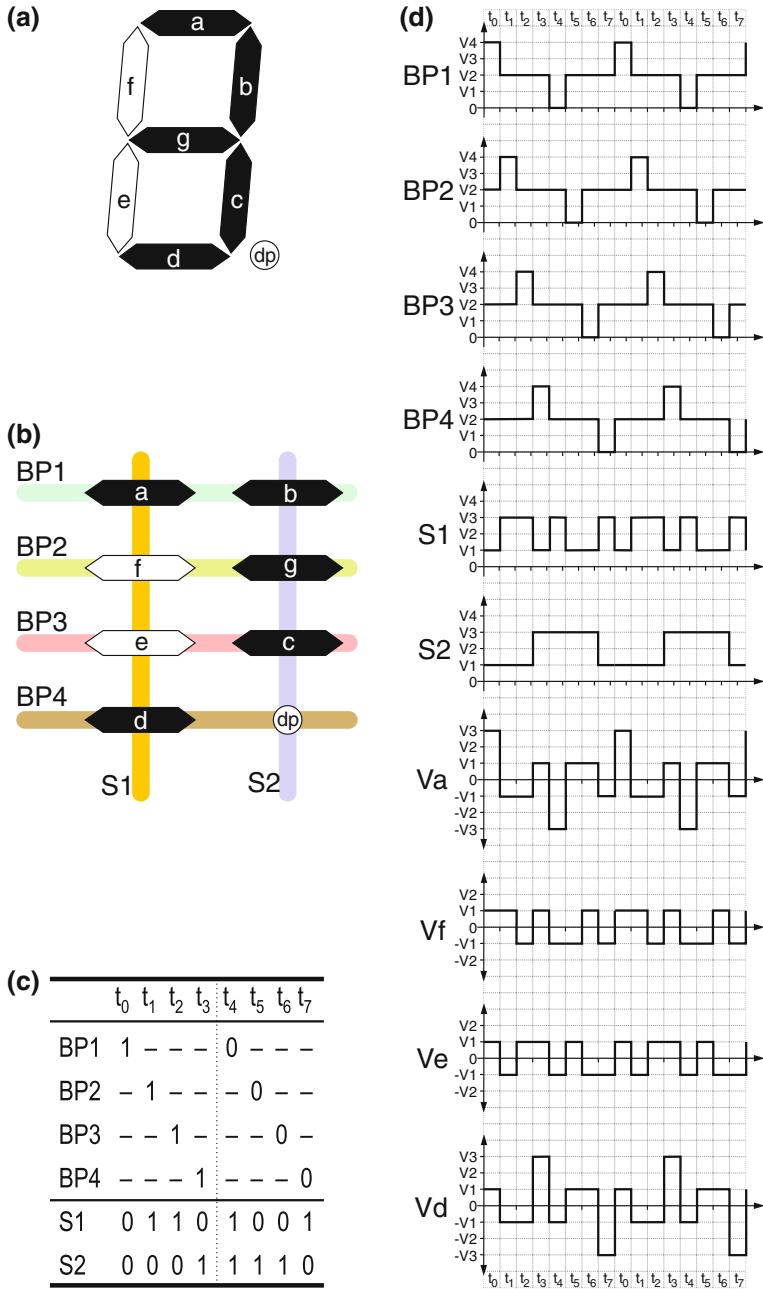 (a)
a
f
b
g
e
c
d
dp
(b)
BP1
a
b
BP2
f
g
BP3
e
c
BP4
d
dp
S1
S2
(c)
t0 t1 t2 t3 t4 t5 t6 t7
BP1 1 – – – 0 – – –
BP2 – 1 – – – 0 – –
BP3 – – 1 – – – 0 –
BP4 – – – 1 – – – 0
S1 0 1 1 0 1 0 0 1
S2 0 0 0 1 1 1 1 0
(d)
t0 t1 t2 t3 t4 t5 t6 t7 t0 t1 t2 t3 t4 t5 t6 t7
BP1
V4
V3
V2
V1
0
BP2
V4
V3
V2
V1
0
BP3
V4
V3
V2
V1
0
BP4
V4
V3
V2
V1
0
S1
V4
V3
V2
V1
0
S2
V4
V3
V2
V1
0
Va
V3
V2
V1
0
-V1
-V2
-V3
Vf
V2
V1
0
-V1
-V2
Ve
V2
V1
0
-V1
-V2
Vd
V3
V2
V1
0
-V1
-V2
-V3
t0 t1 t2 t3 t4 t5 t6 t7 t0 t1 t2 t3 t4 t5 t6 t7